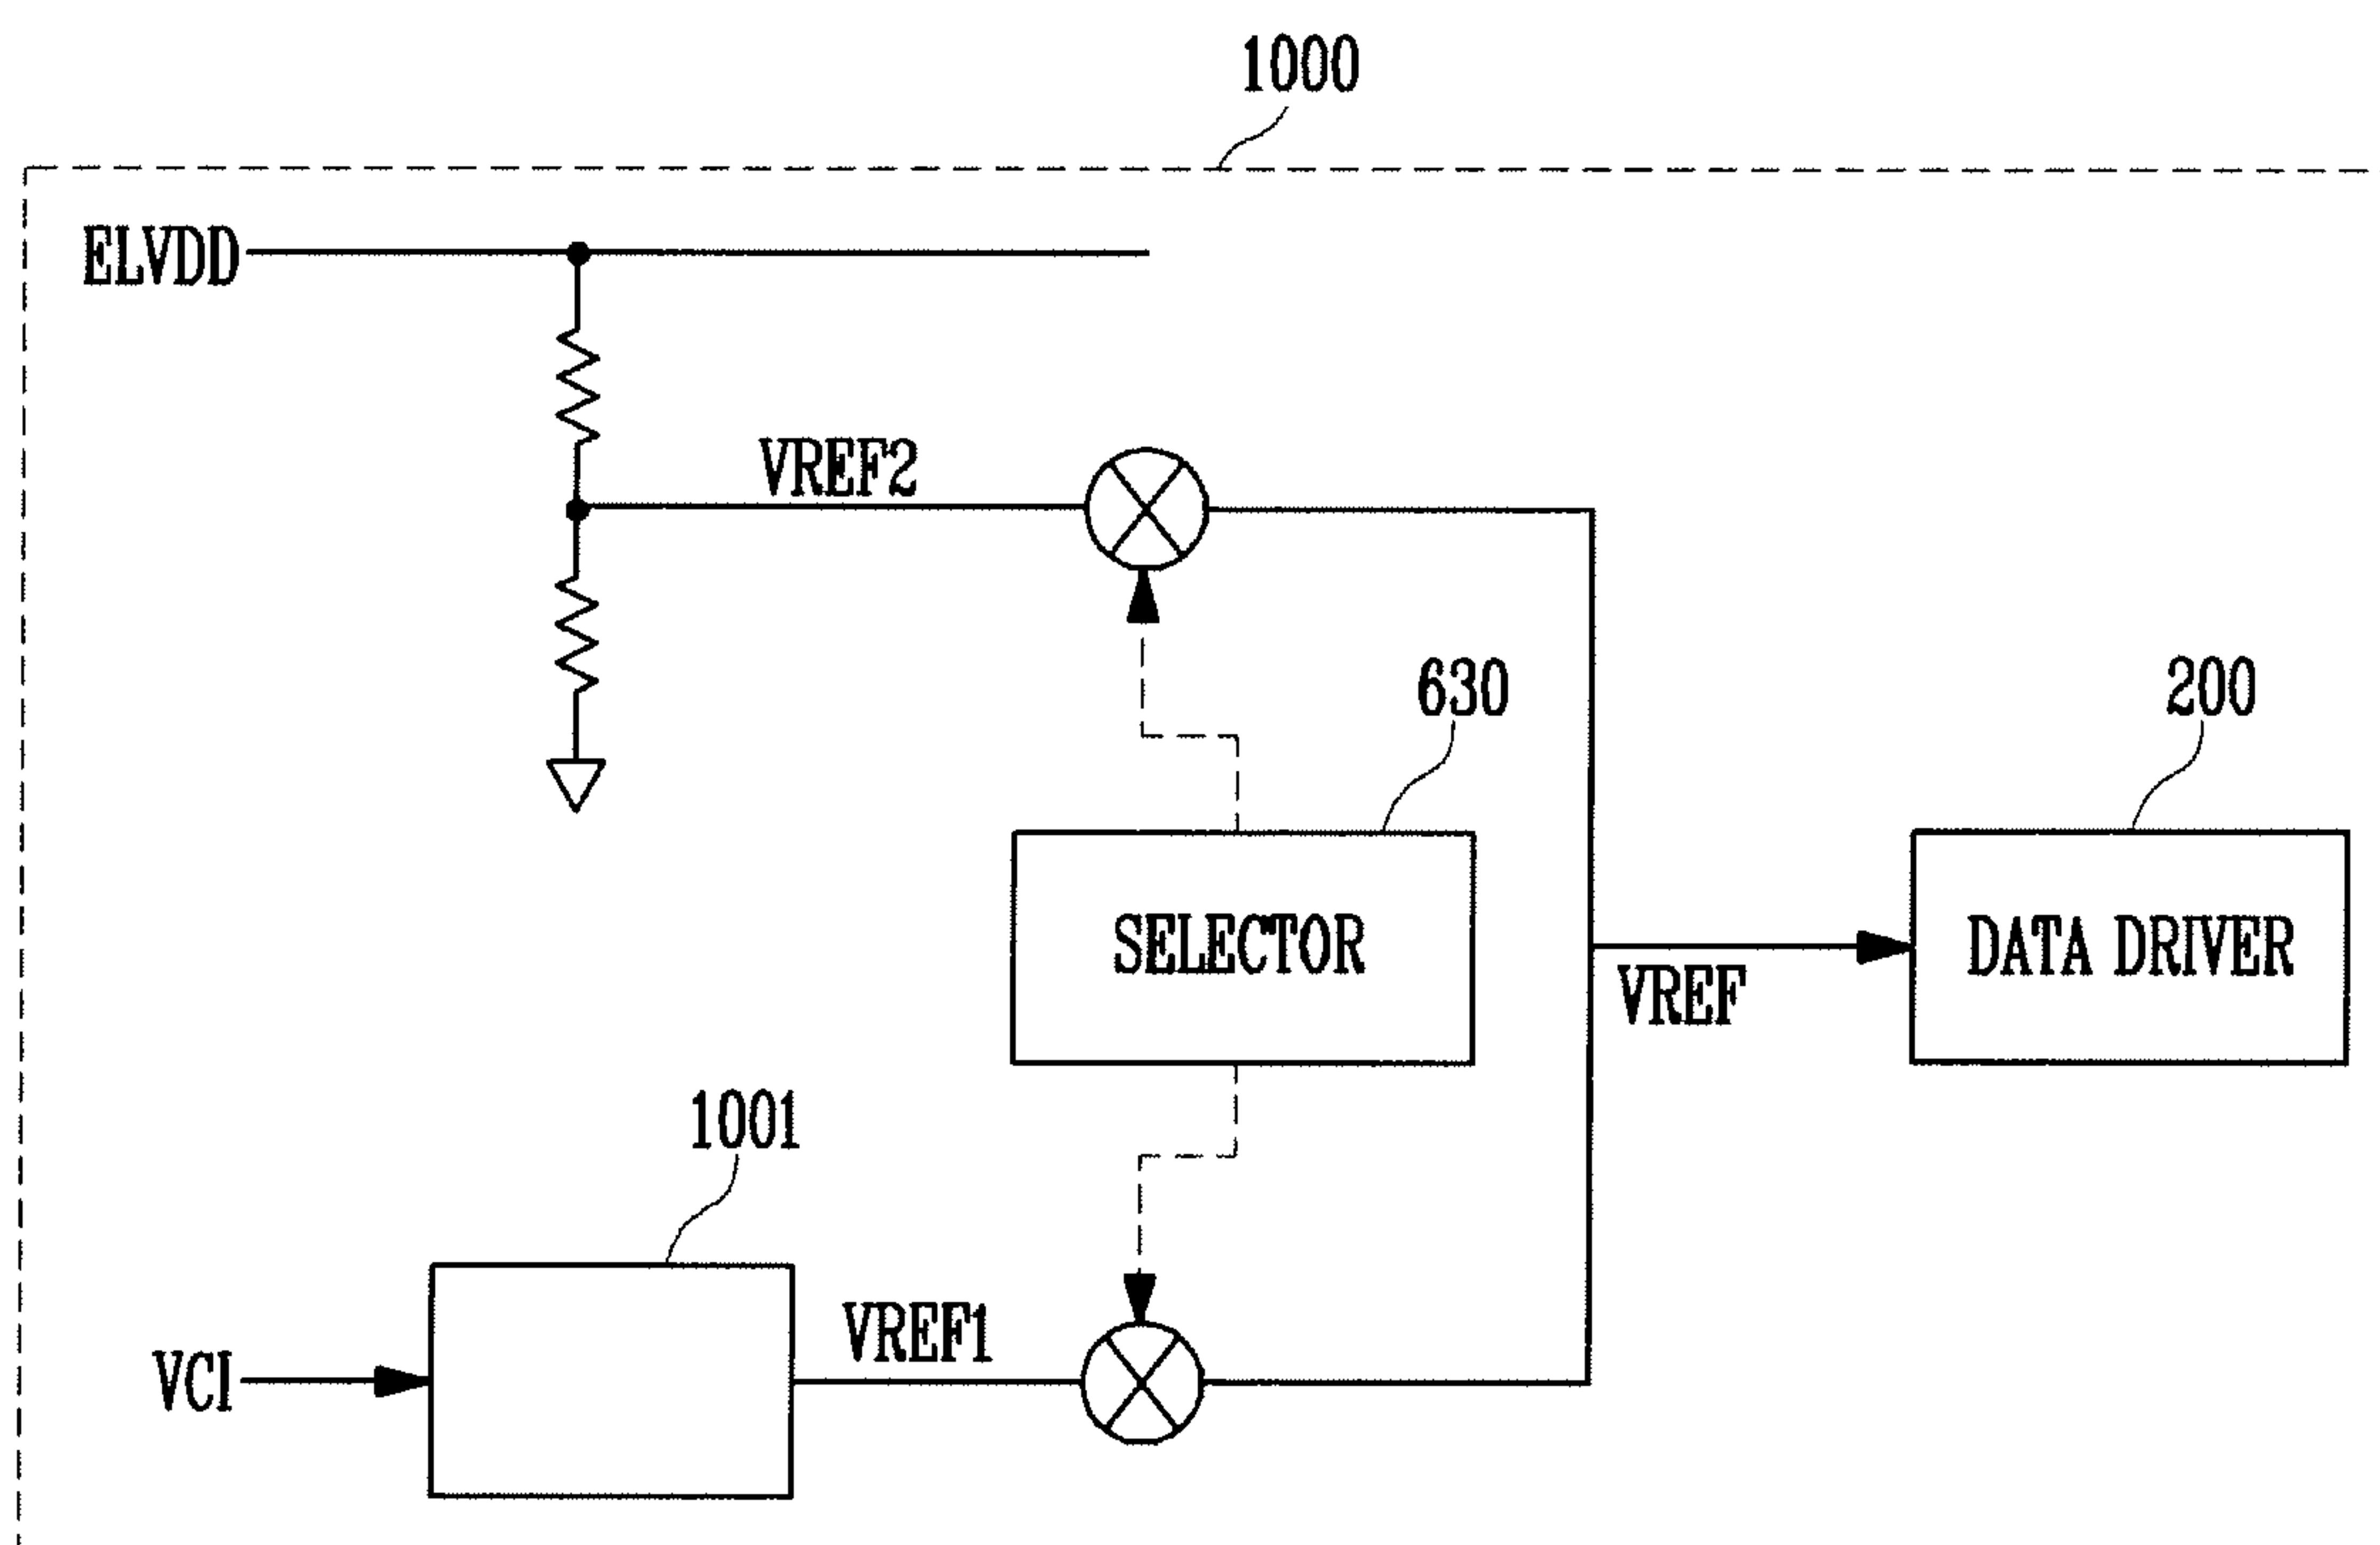 1000
ELVDD
VREF2
630
200
SELECTOR
DATA DRIVER
VREF
1001
VREF1
VCI